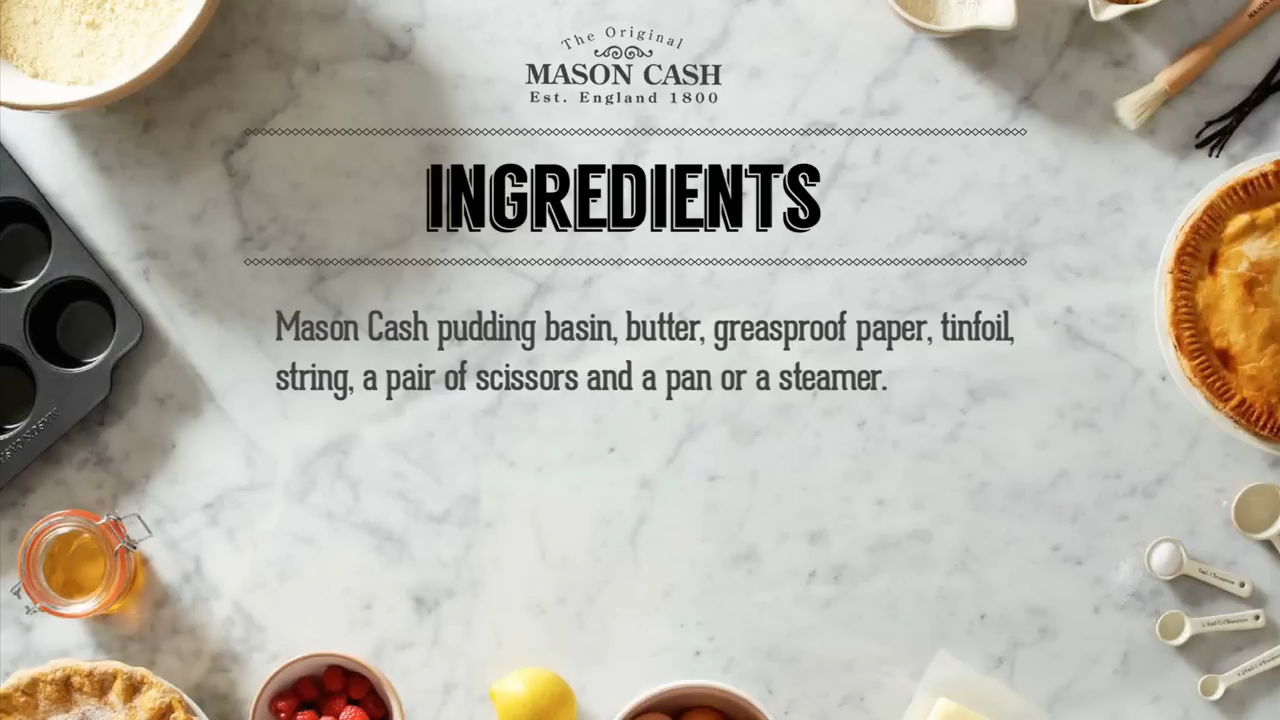 The Original
MASON CASH
Est. England 1800
INGREDIENTS
Mason Cash pudding basin, butter, greasproof paper, tinfoil,
string, a pair of scissors and a pan or a steamer.